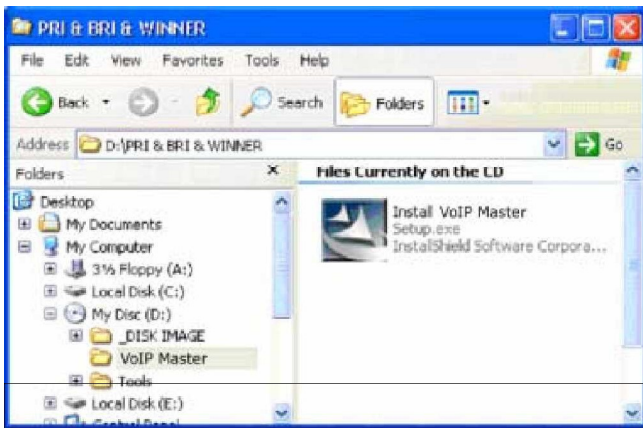 PRI & BRI & WINNER
File Edit View Favorites Tools Help
Back Search Folders
Address D:\PRI & BRI & WINNER Go
Folders
Files Currently on the CD
Desktop
My Documents
My Computer
3½ Floppy (A:)
Local Disk (C:)
My Disc (D:)
_DISK IMAGE
VoIP Master
Tools
Local Disk (E:)
Control Panel
Install VoIP Master
Setup.exe
InstallShield Software Corpora...